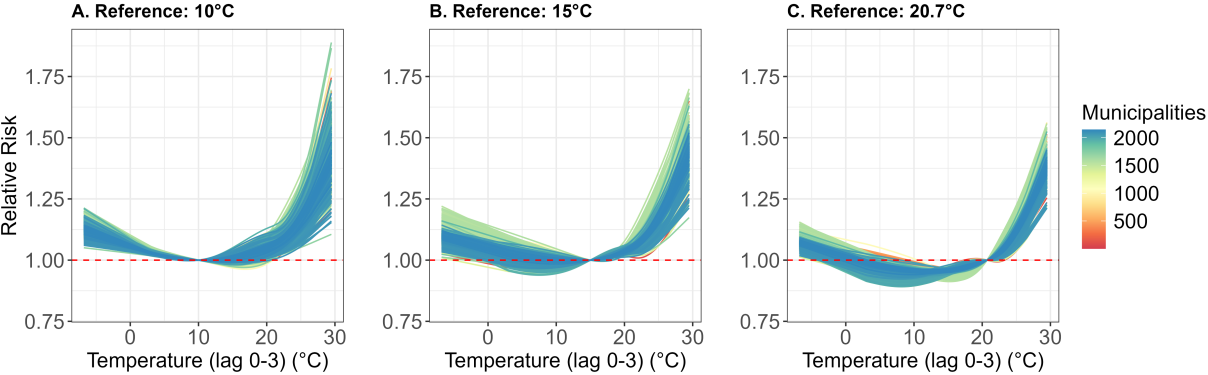 A. Reference: 10°C
B. Reference: 15°C
C. Reference: 20.7°C
Relative Risk
1.75
1.50
1.25
1.00
0.75
0 10 20 30
Temperature (lag 0-3) (°C)
1.75
1.50
1.25
1.00
0.75
0 10 20 30
Temperature (lag 0-3) (°C)
1.75
1.50
1.25
1.00
0.75
0 10 20 30
Temperature (lag 0-3) (°C)
Municipalities
2000
1500
1000
500